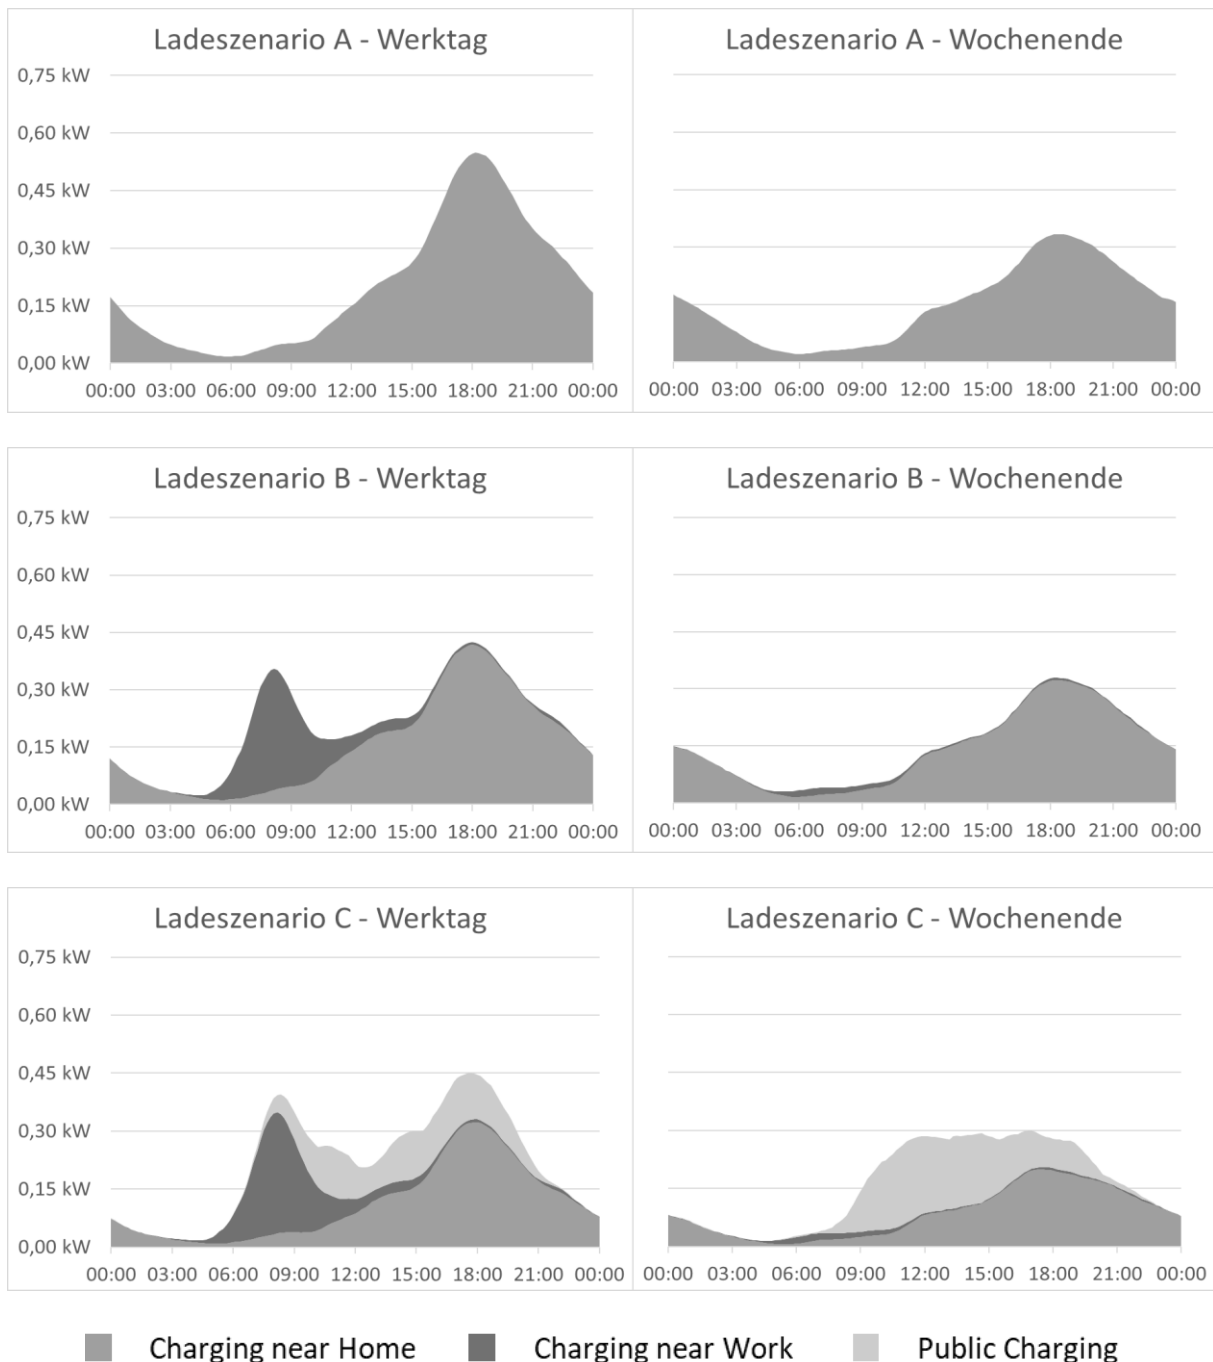 Ladeszenario A - Werktag
0,75 kW
0,60 kW
0,45 kW
0,30 kW
0,15 kW
0,00 kW
00:00 03:00 06:00 09:00 12:00 15:00 18:00 21:00 00:00
Ladeszenario A - Wochenende
00:00 03:00 06:00 09:00 12:00 15:00 18:00 21:00 00:00
Ladeszenario B - Werktag
0,75 kW
0,60 kW
0,45 kW
0,30 kW
0,15 kW
0,00 kW
00:00 03:00 06:00 09:00 12:00 15:00 18:00 21:00 00:00
Ladeszenario B - Wochenende
00:00 03:00 06:00 09:00 12:00 15:00 18:00 21:00 00:00
Ladeszenario C - Werktag
0,75 kW
0,60 kW
0,45 kW
0,30 kW
0,15 kW
0,00 kW
00:00 03:00 06:00 09:00 12:00 15:00 18:00 21:00 00:00
Ladeszenario C - Wochenende
00:00 03:00 06:00 09:00 12:00 15:00 18:00 21:00 00:00
Charging near Home Charging near Work Public Charging